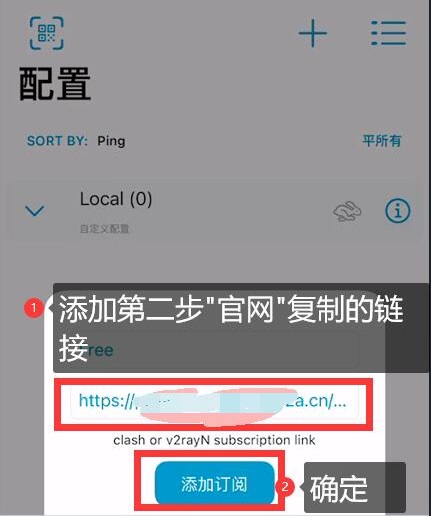 配置
SORT BY: Ping
平所有
Local (0)
自定义配置
1
添加第二步"官网"复制的链
接
ree
https://
a.cn/...
clash or v2rayN subscription link
添加订阅
2
确定